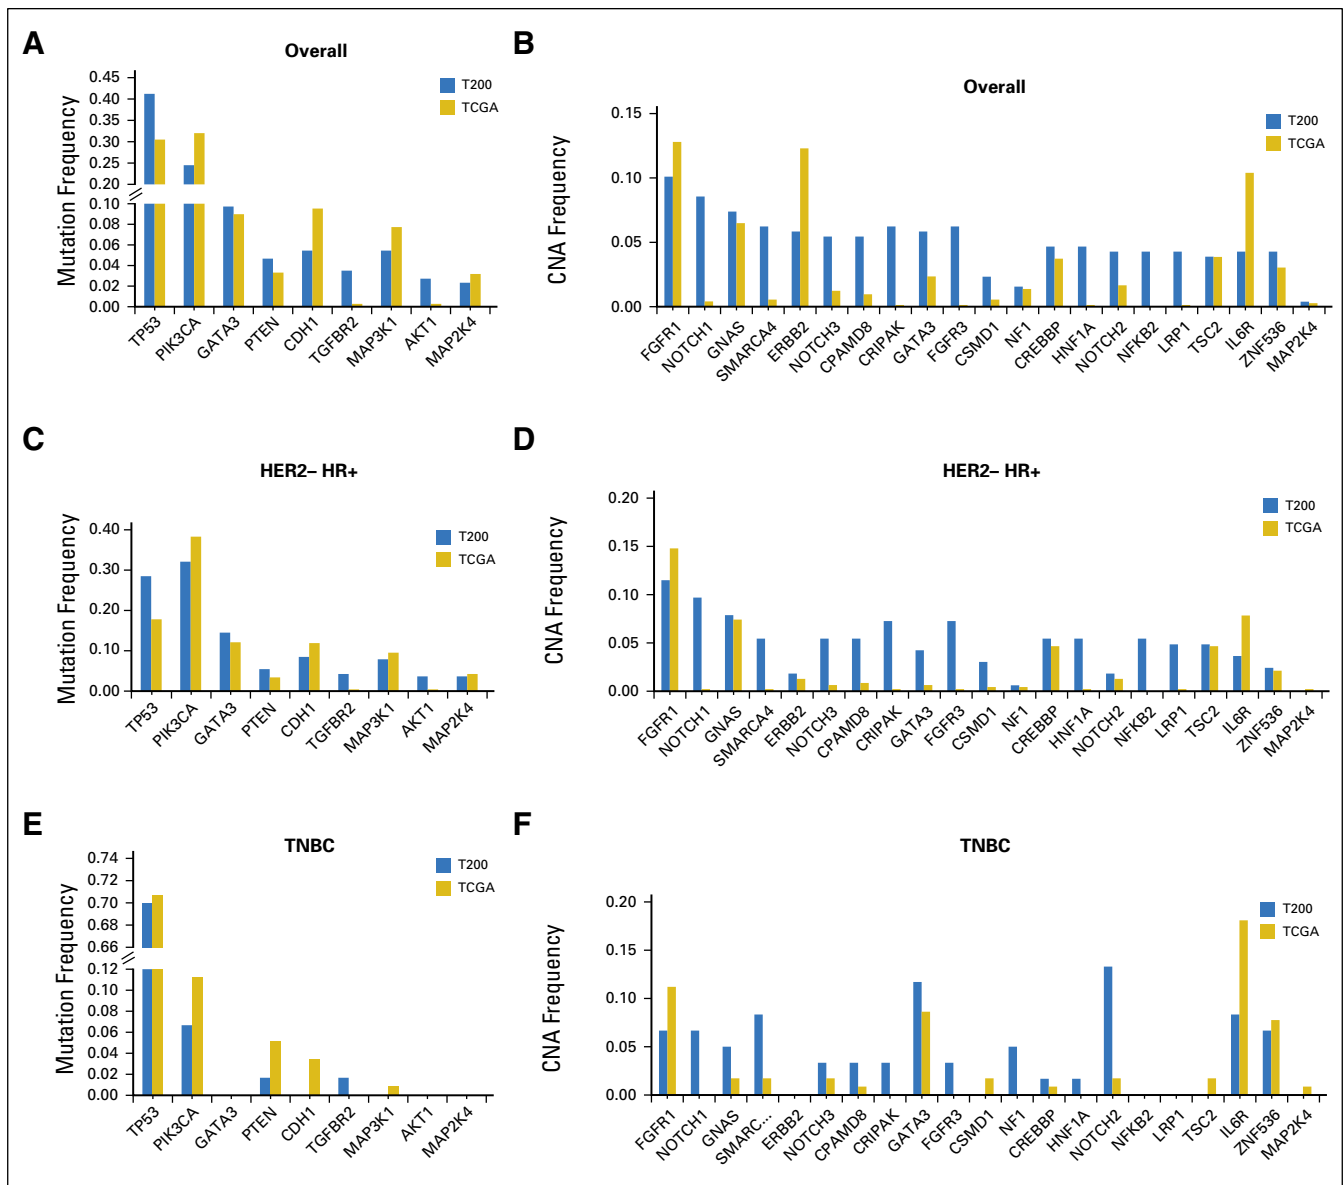 A
Overall
Mutation Frequency
0.45
0.40
0.35
0.30
0.25
0.20
0.10
0.08
0.06
0.04
0.02
0.00
T200
TCGA
TP53
PIK3CA
GATA3
PTEN
CDH1
TGFBR2
MAP3K1
AKT1
MAP2K4
B
Overall
CNA Frequency
0.15
0.10
0.05
0.00
T200
TCGA
FGFR1
NOTCH1
GNAS
SMARCA4
ERBB2
NOTCH3
CPAMD8
CRIPAK
GATA3
FGFR3
CSMD1
NF1
CREBBP
HNF1A
NOTCH2
NFKB2
LRP1
TSC2
IL6R
ZNF536
MAP2K4
C
HER2– HR+
Mutation Frequency
0.40
0.30
0.20
0.10
0.00
T200
TCGA
TP53
PIK3CA
GATA3
PTEN
CDH1
TGFBR2
MAP3K1
AKT1
MAP2K4
D
HER2– HR+
CNA Frequency
0.20
0.15
0.10
0.05
0.00
T200
TCGA
FGFR1
NOTCH1
GNAS
SMARCA4
ERBB2
NOTCH3
CPAMD8
CRIPAK
GATA3
FGFR3
CSMD1
NF1
CREBBP
HNF1A
NOTCH2
NFKB2
LRP1
TSC2
IL6R
ZNF536
MAP2K4
E
TNBC
Mutation Frequency
0.74
0.72
0.70
0.68
0.66
0.12
0.10
0.08
0.06
0.04
0.02
0.00
T200
TCGA
TP53
PIK3CA
GATA3
PTEN
CDH1
TGFBR2
MAP3K1
AKT1
MAP2K4
F
TNBC
CNA Frequency
0.20
0.15
0.10
0.05
0.00
T200
TCGA
FGFR1
NOTCH1
GNAS
SMARC...
ERBB2
NOTCH3
CPAMD8
CRIPAK
GATA3
FGFR3
CSMD1
NF1
CREBBP
HNF1A
NOTCH2
NFKB2
LRP1
TSC2
IL6R
ZNF536
MAP2K4